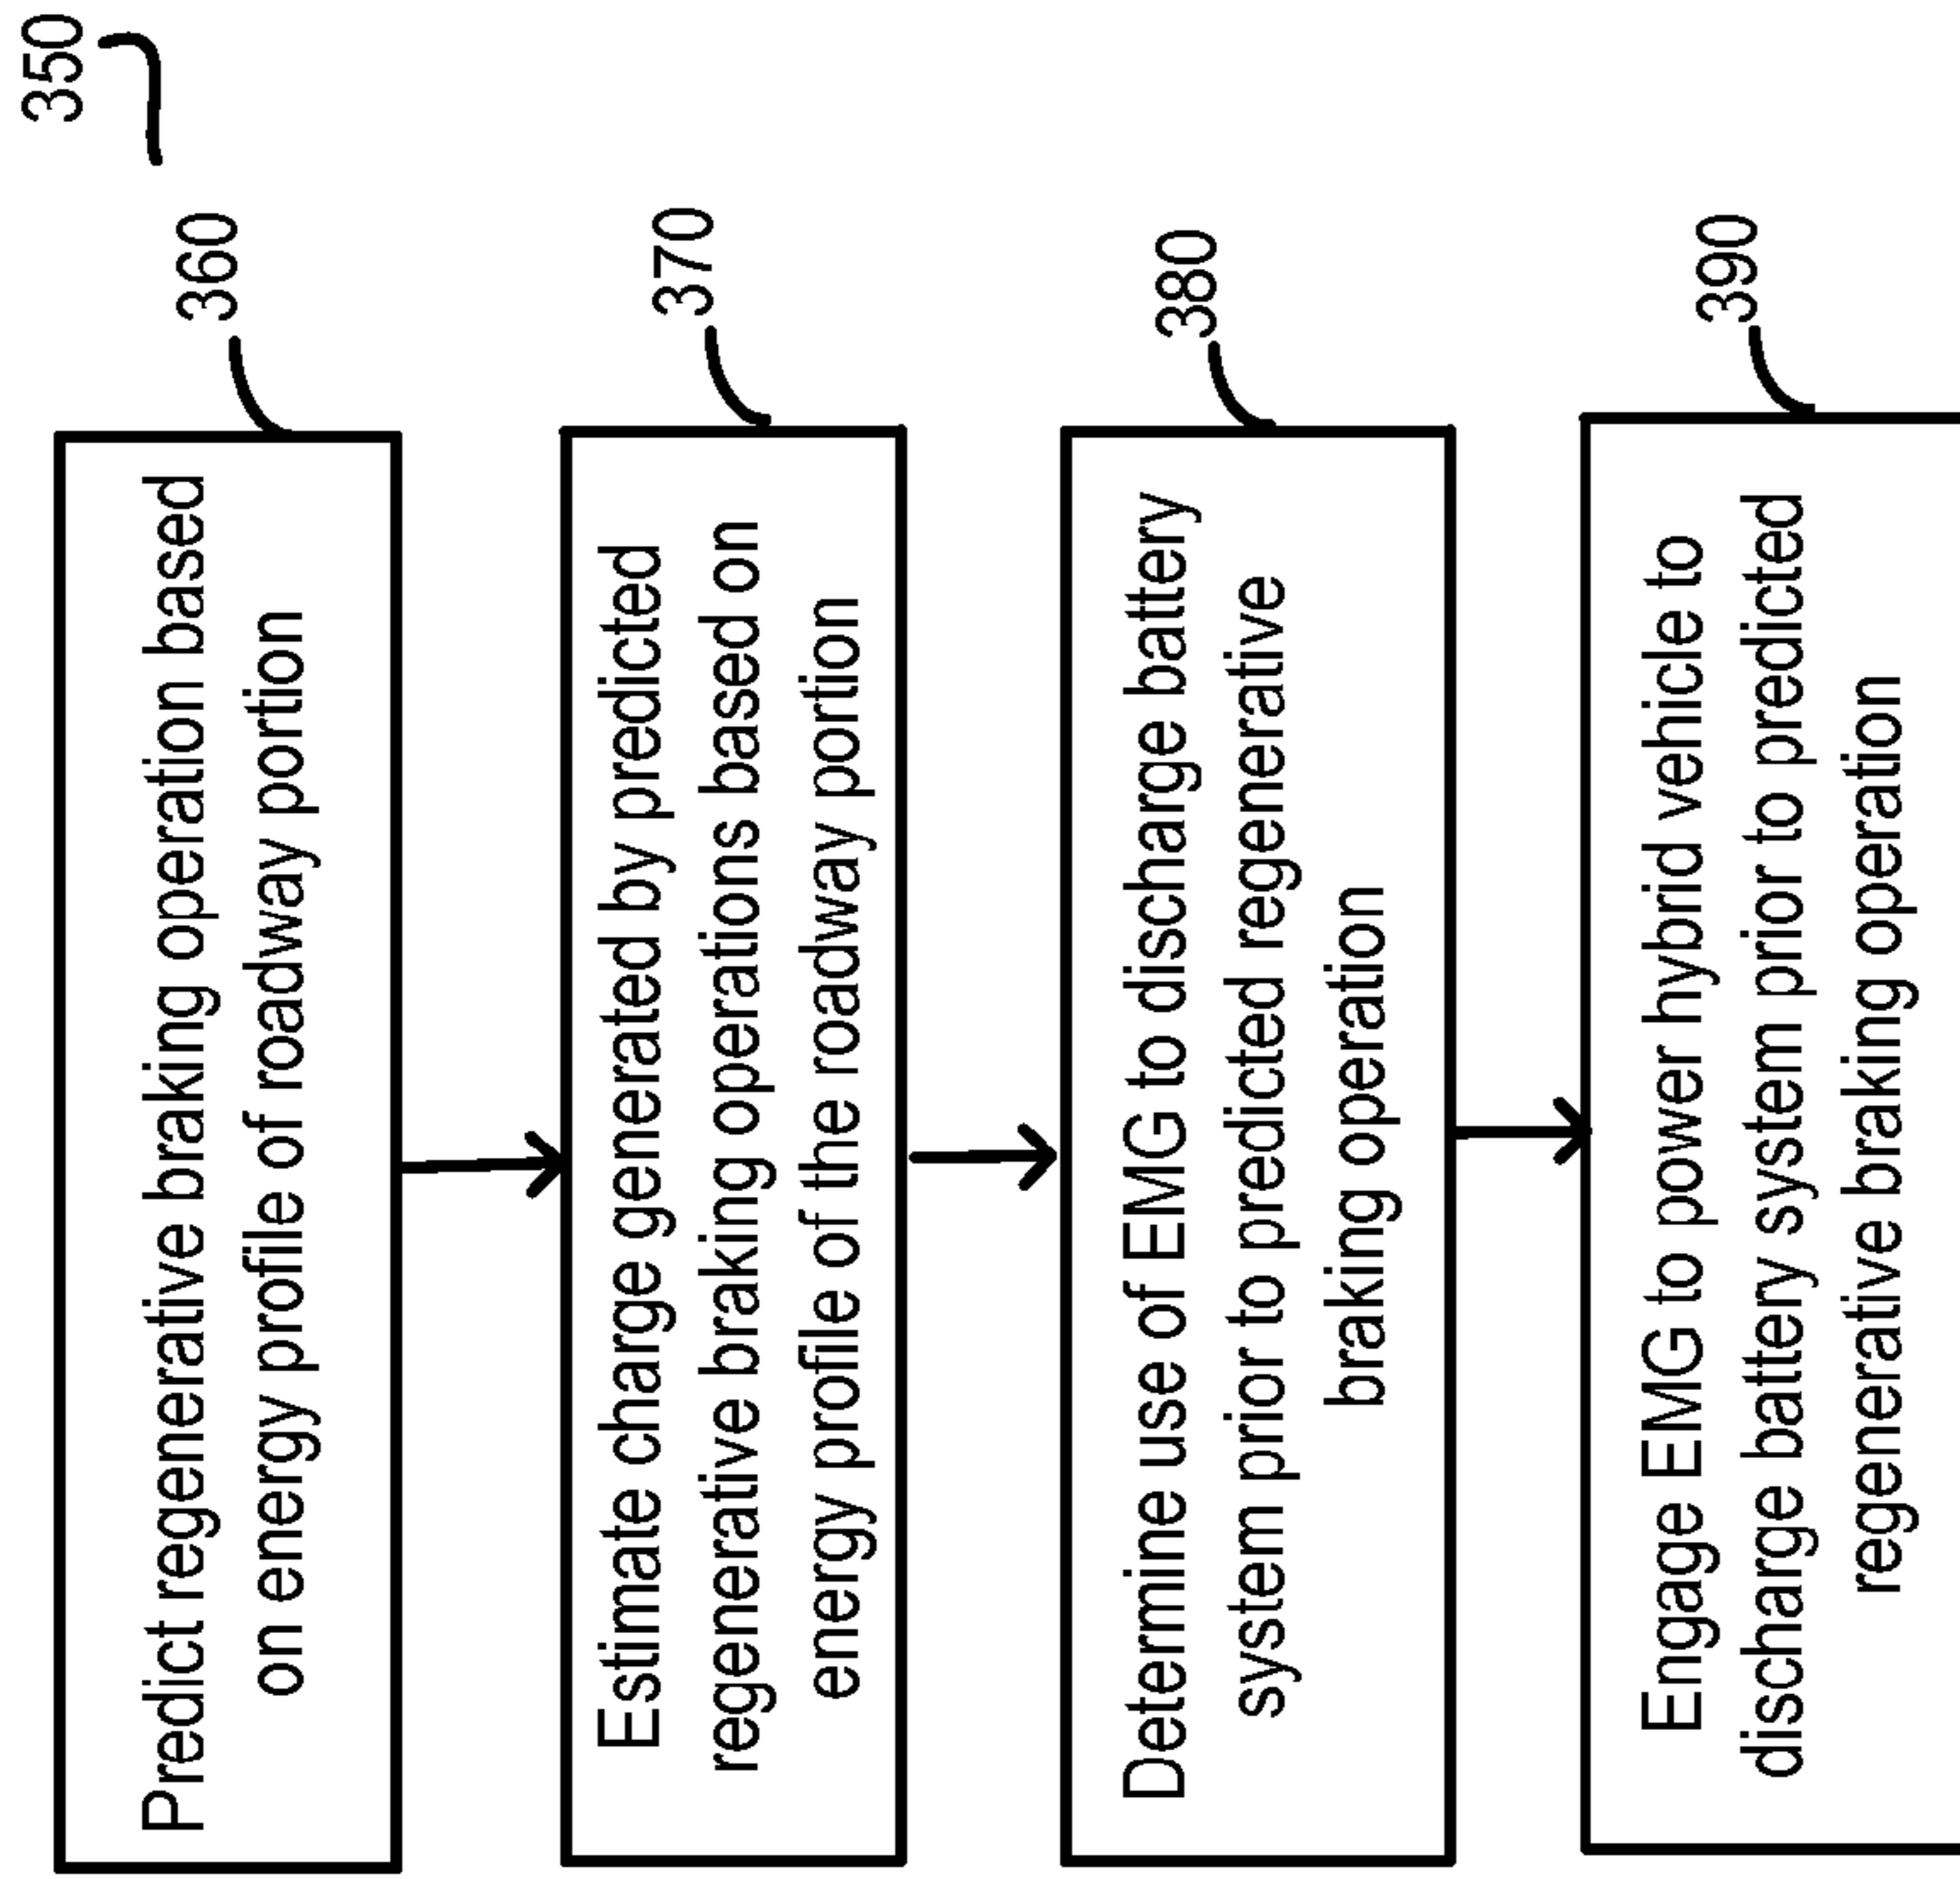 350
360
Predict regenerative braking operation based
on energy profile of roadway portion
370
Estimate charge generated by predicted
regenerative braking operations based on
energy profile of the roadway portion
380
Determine use of EMG to discharge battery
system prior to predicted regenerative
braking operation
390
Engage EMG to power hybrid vehicle to
discharge battery system prior to predicted
regenerative braking operation